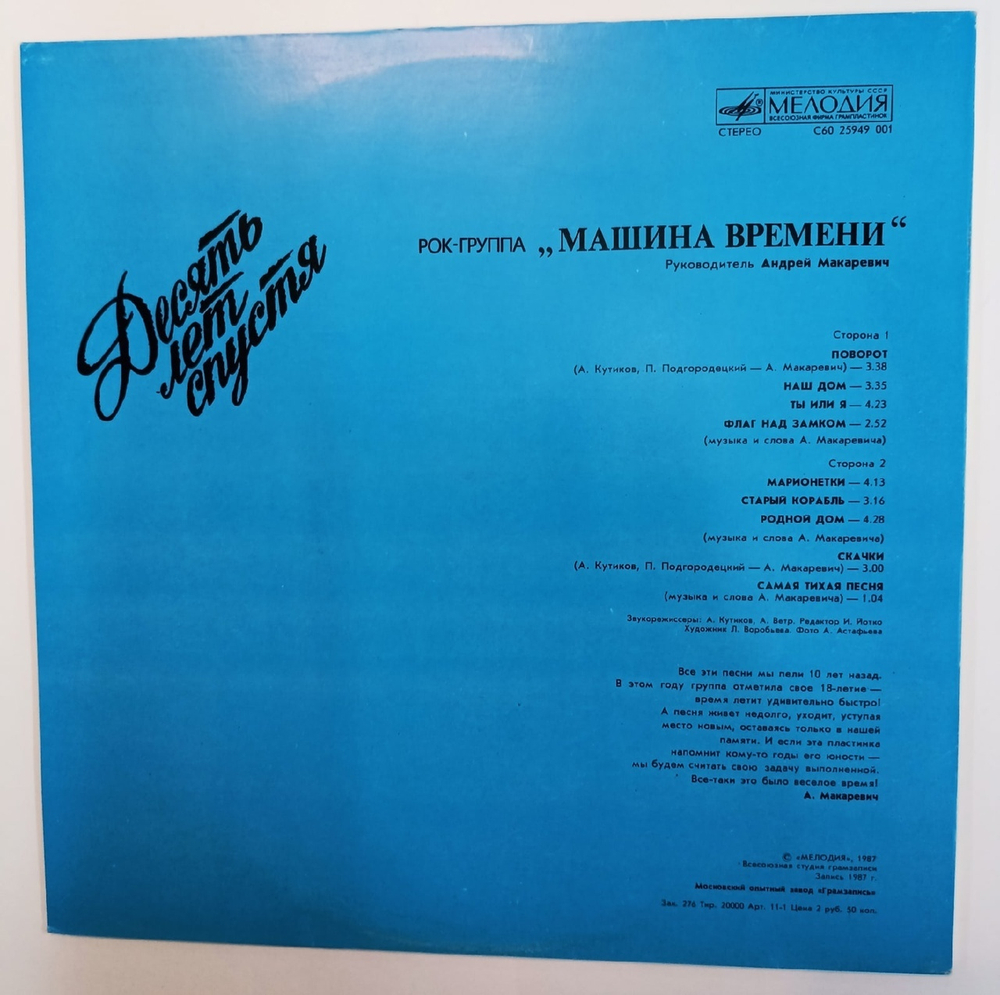 МИНИСТЕРСТВО КУЛЬТУРЫ СССР
МЕЛОДИЯ
ВСЕСОЮЗНАЯ ФИРМА ГРАМПЛАСТИНОК
СТЕРЕО С60 25949 001
Десять
лет
спустя
РОК-ГРУППА „МАШИНА ВРЕМЕНИ“
Руководитель Андрей Макаревич
Сторона 1
ПОВОРОТ
(А. Кутиков, П. Подгородецкий — А. Макаревич) — 3.38
НАШ ДОМ — 3.35
ТЫ ИЛИ Я — 4.23
ФЛАГ НАД ЗАМКОМ — 2.52
(музыка и слова А. Макаревича)
Сторона 2
МАРИОНЕТКИ — 4.13
СТАРЫЙ КОРАБЛЬ — 3.16
РОДНОЙ ДОМ — 4.28
(музыка и слова А. Макаревича)
СКАЧКИ
(А. Кутиков, П. Подгородецкий — А. Макаревич) — 3.00
САМАЯ ТИХАЯ ПЕСНЯ
(музыка и слова А. Макаревича) — 1.04
Звукорежиссеры: А. Кутиков, А. Ветр. Редактор И. Йотко
Художник Л. Воробьева. Фото А. Астафьева
Все эти песни мы пели 10 лет назад.
В этом году группа отметила свое 18-летие —
время летит удивительно быстро!
А песня живет недолго, уходит, уступая
место новым, оставаясь только в нашей
памяти. И если эта пластинка
напомнит кому-то годы его юности —
мы будем считать свою задачу выполненной.
Все-таки это было веселое время!
А. Макаревич
© «МЕЛОДИЯ», 1987
Всесоюзная студия грамзаписи
Запись 1987 г.
Московский опытный завод «Грамзапись»
Зак. 276 Тир. 20000 Арт. 11-1 Цена 2 руб. 50 коп.